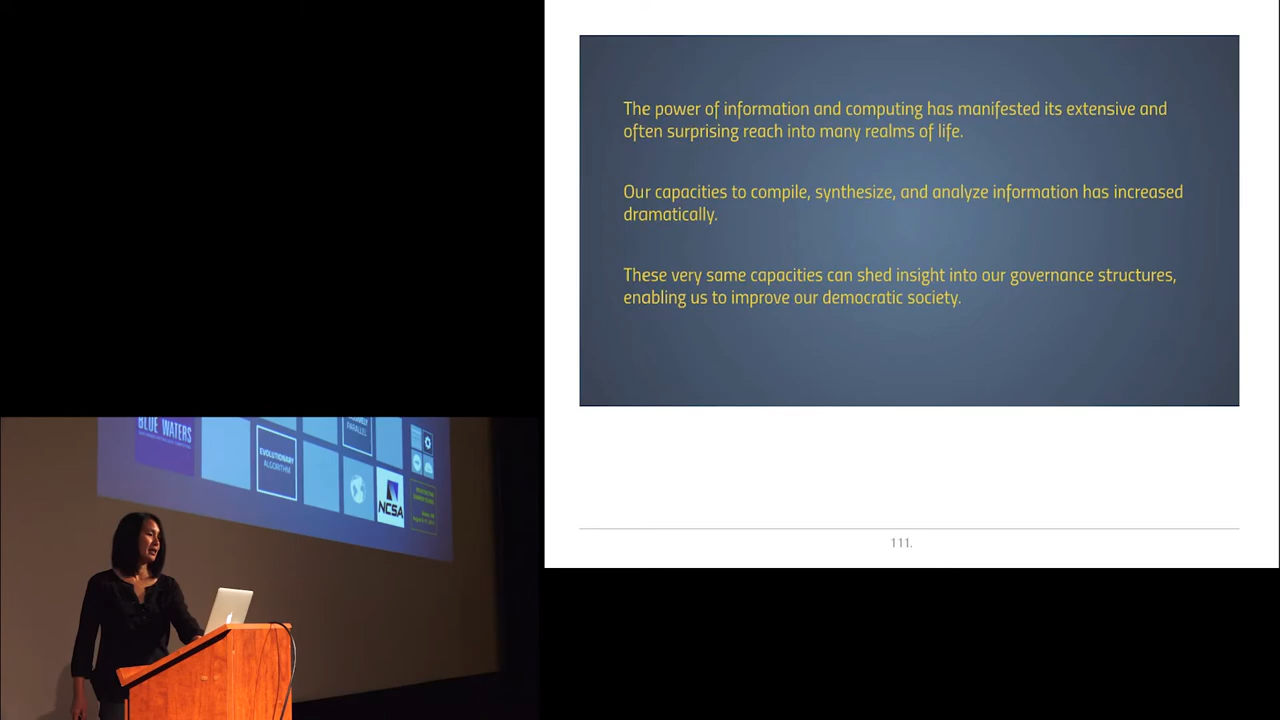 The power of information and computing has manifested its extensive and
often surprising reach into many realms of life.
Our capacities to compile, synthesize, and analyze information has increased
dramatically.
These very same capacities can shed insight into our governance structures,
enabling us to improve our democratic society.
111.
BLUE WATERS
PARALLEL
EVOLUTIONARY
ALGORITHM
NCSA